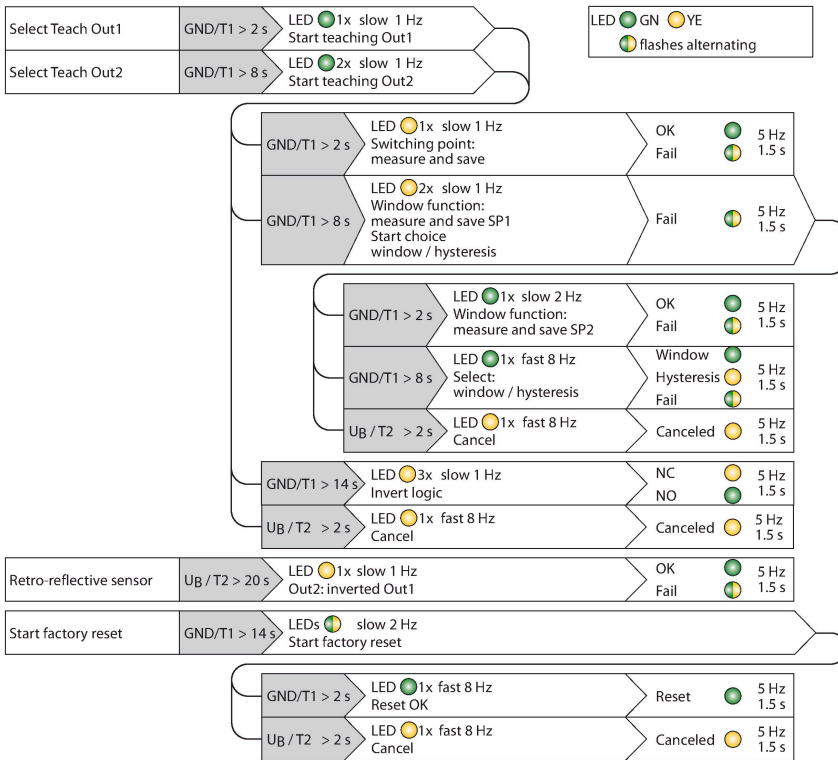 Select Teach Out1 GND/T1 > 2 s LED 1x slow 1 Hz
Start teaching Out1
Select Teach Out2 GND/T1 > 8 s LED 2x slow 1 Hz
Start teaching Out2
LED GN YE
flashes alternating
GND/T1 > 2 s LED 1x slow 1 Hz
Switching point:
measure and save
OK 5 Hz
Fail 1.5 s
GND/T1 > 8 s LED 2x slow 1 Hz
Window function:
measure and save SP1
Start choice
window / hysteresis
Fail 5 Hz
1.5 s
GND/T1 > 2 s LED 1x slow 2 Hz
Window function:
measure and save SP2
OK 5 Hz
Fail 1.5 s
GND/T1 > 8 s LED 1x fast 8 Hz
Select:
window / hysteresis
Window
Hysteresis 5 Hz
Fail 1.5 s
UB / T2 > 2 s LED 1x fast 8 Hz
Cancel
Canceled 5 Hz
1.5 s
GND/T1 > 14 s LED 3x slow 1 Hz
Invert logic
NC 5 Hz
NO 1.5 s
UB / T2 > 2 s LED 1x fast 8 Hz
Cancel
Canceled 5 Hz
1.5 s
Retro-reflective sensor UB / T2 > 20 s LED 1x slow 1 Hz
Out2: inverted Out1
OK 5 Hz
Fail 1.5 s
Start factory reset GND/T1 > 14 s LEDs slow 2 Hz
Start factory reset
GND/T1 > 2 s LED 1x fast 8 Hz
Reset OK
Reset 5 Hz
1.5 s
UB / T2 > 2 s LED 1x fast 8 Hz
Cancel
Canceled 5 Hz
1.5 s